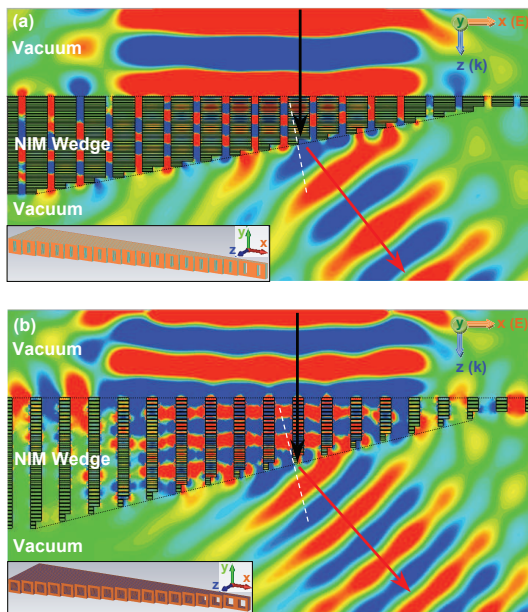 (a)
Vacuum
y x (E)
z (k)
NIM Wedge
Vacuum
y
z x
(b)
Vacuum
y x (E)
z (k)
NIM Wedge
Vacuum
y
z x